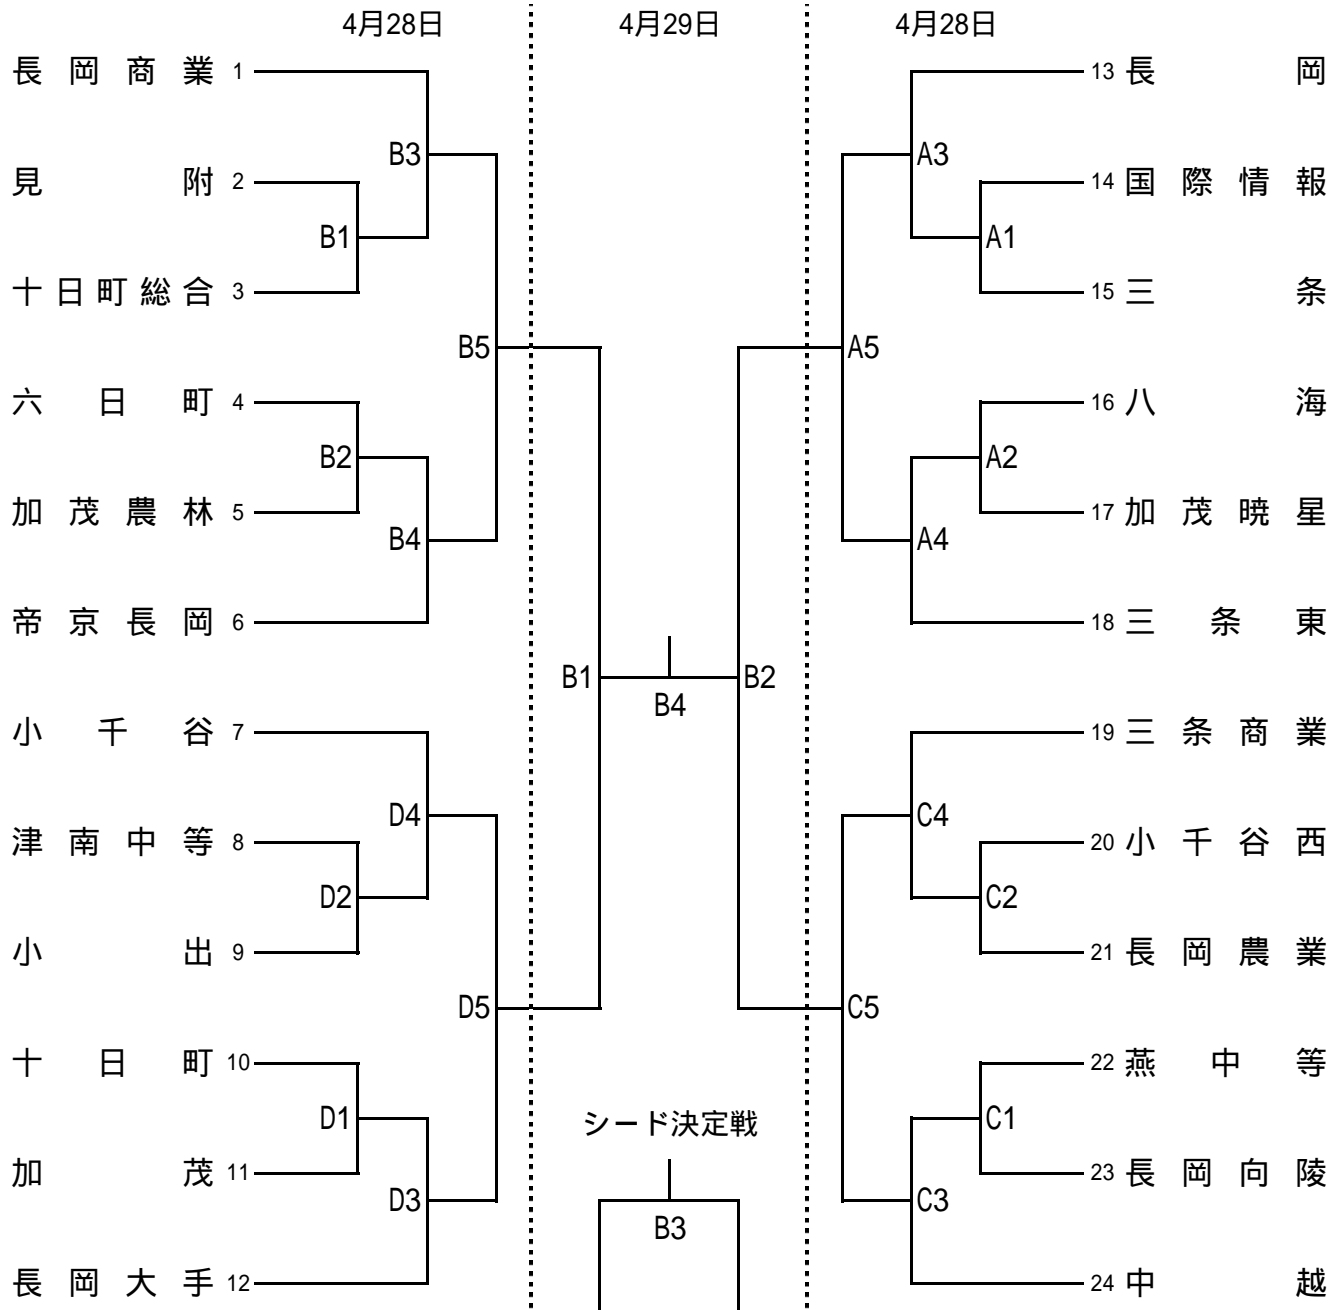 4月28日 4月29日 4月28日
長岡商業 1 13 長岡
B3 A3
見附 2 14 国際情報
B1 A1
十日町総合 3 15 三条
B5 A5
六日町 4 16 八海
B2 A2
加茂農林 5 17 加茂暁星
B4 A4
帝京長岡 6 18 三条東
B1 B2
B4
小千谷 7 19 三条商業
D4 C4
津南中等 8 20 小千谷西
D2 C2
小出 9 21 長岡農業
D5 C5
十日町 10 22 燕中等
D1 シード決定戦 C1
加茂 11 23 長岡向陵
D3 C3
B3
長岡大手 12 24 中越